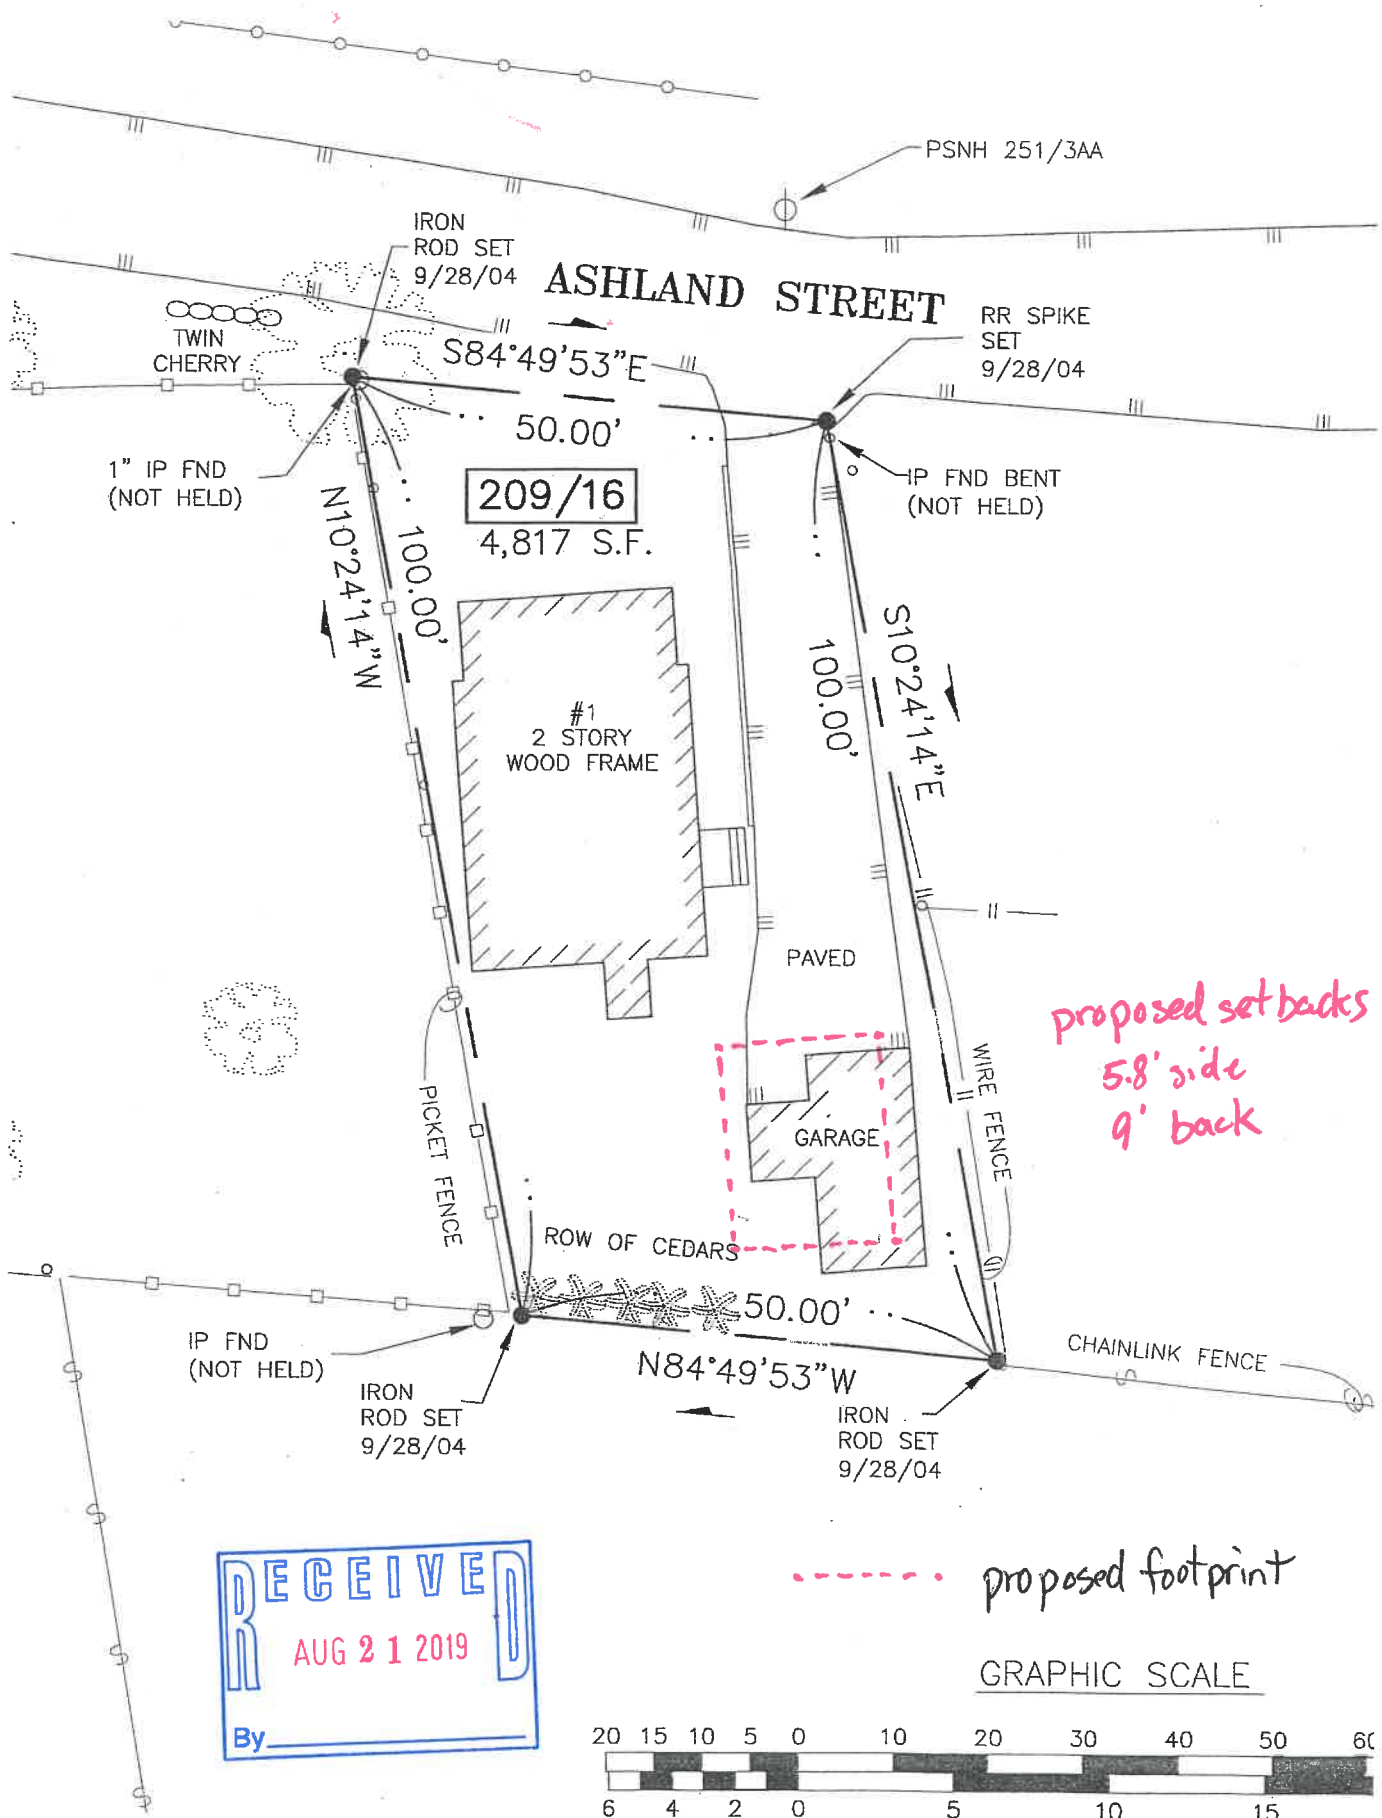 PSNH 251/3AA
IRON
ROD SET
9/28/04
ASHLAND STREET
RR SPIKE
SET
9/28/04
TWIN
CHERRY
S84°49'53"E
50.00'
1" IP FND
(NOT HELD)
209/16
4,817 S.F.
IP FND BENT
(NOT HELD)
N10°24'14"W
100.00'
S10°24'14"E
100.00'
#1
2 STORY
WOOD FRAME
PAVED
proposed setbacks
5.8' side
9' back
PICKET FENCE
WIRE FENCE
GARAGE
ROW OF CEDARS
50.00'
N84°49'53"W
IP FND
(NOT HELD)
IRON
ROD SET
9/28/04
IRON
ROD SET
9/28/04
CHAINLINK FENCE
RECEIVED
AUG 21 2019
By
proposed footprint
GRAPHIC SCALE
20 15 10 5 0 10 20 30 40 50 60
6 4 2 0 5 10 15